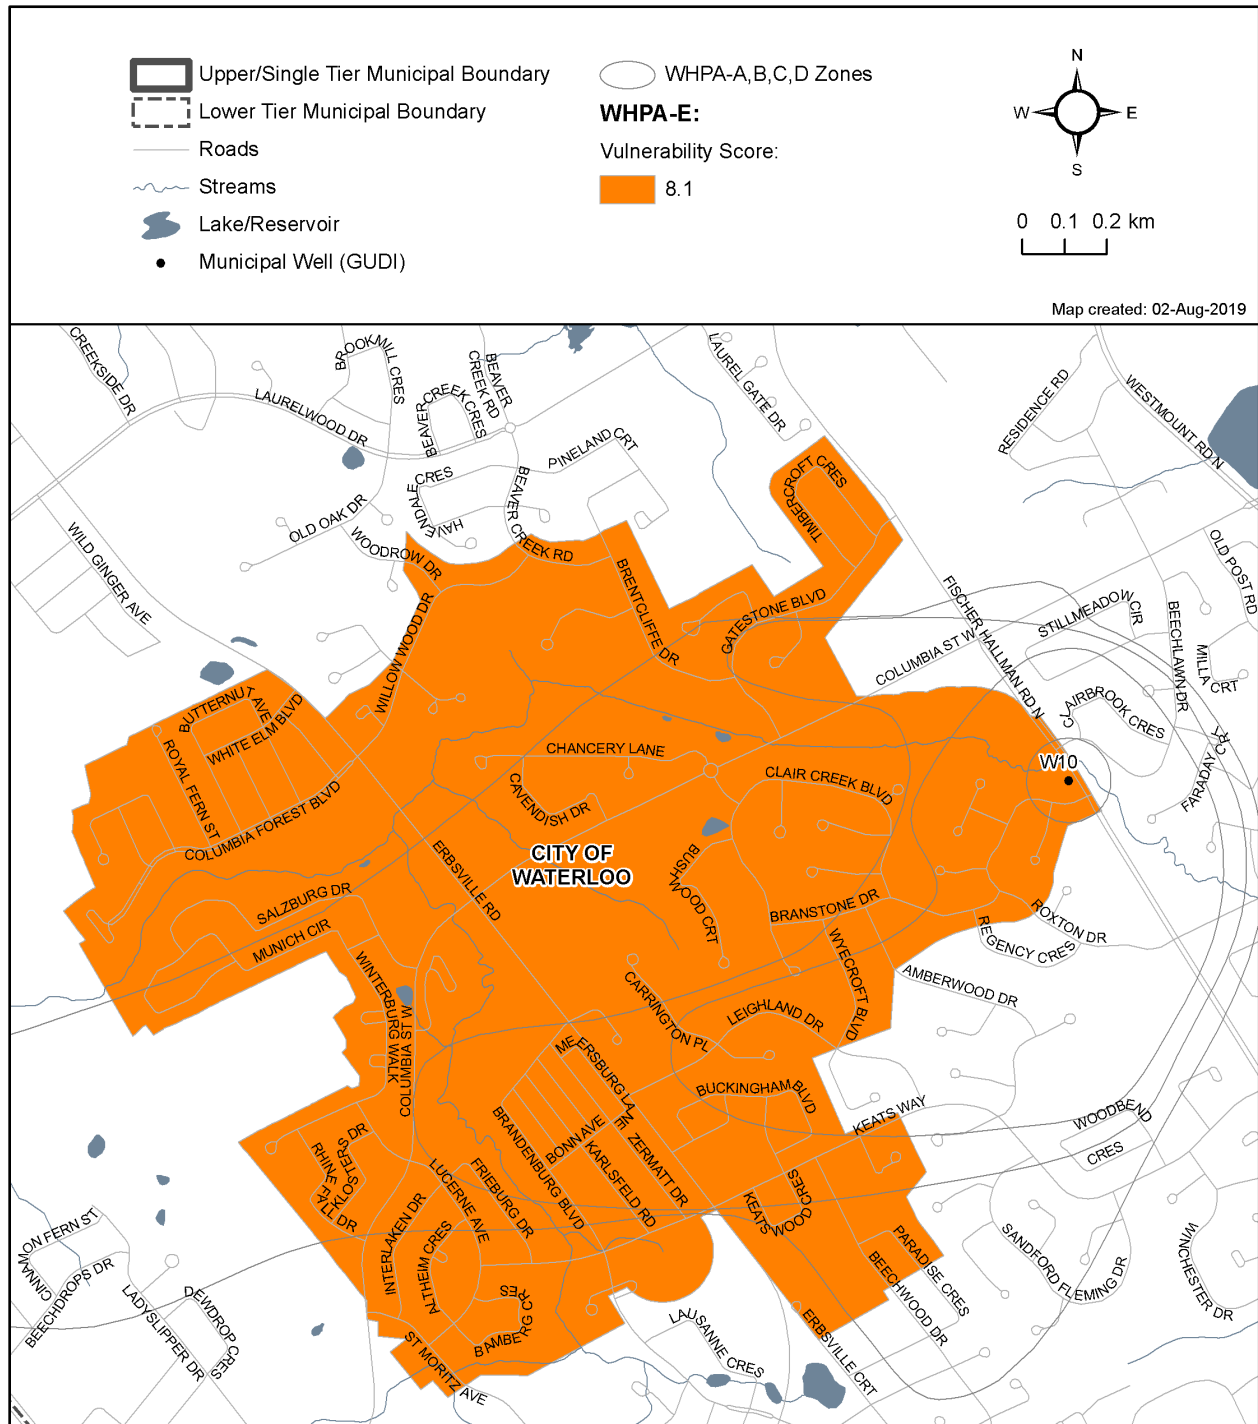 Upper/Single Tier Municipal Boundary
Lower Tier Municipal Boundary
Roads
Streams
Lake/Reservoir
Municipal Well (GUDI)
WHPA-A,B,C,D Zones
WHPA-E:
Vulnerability Score:
8.1
N
W
E
S
0 0.1 0.2 km
Map created: 02-Aug-2019
CREEKSIDE DR
BROOKMILL CRES
BEAVER CREEK RD
LAUREL GATE DR
RESIDENCE RD
WESTMOUNT RD N
LAURELWOOD DR
BEAVER CREEK CRES
PINELAND CRT
HAVENDALE CRES
BEAVER CREEK RD
TIMBERCROFT CRES
OLD OAK DR
WOODROW DR
WILD GINGER AVE
BRENTCLIFFE DR
GATESTONE BLVD
FISCHER HALLMAN RD N
OLD POST RD
STILLMEADOW CIR
BEECHLAWN DR
COLUMBIA ST W
MILLA CRT
WILLOW WOOD DR
CLAIRBROOK CRES
BUTTERNUT AVE
WHITE ELM BLVD
ROYAL FERN ST
FARADAY CRT
CHANCERY LANE
W10
CLAIR CREEK BLVD
CAVENDISH DR
COLUMBIA FOREST BLVD
ERBSVILLE RD
CITY OF
WATERLOO
BUSHWOOD CRT
SALZBURG DR
MUNICH CIR
BRANSTONE DR
ROXTON DR
REGENCY CRES
WYECROFT BLVD
AMBERWOOD DR
WINTERBURG WALK
COLUMBIA ST W
CARRINGTON PL
LEIGHLAND DR
MEERSBURG LANE
BUCKINGHAM BLVD
KEATS WAY
WOODBEND
CRES
BRANDENBURG BLVD
BONN AVE
KARLSFELD RD
ZERMATT DR
KLOSTERS DR
RHINE FALL DR
LUCERNE AVE
FRIEBURG DR
INTERLAKEN DR
ALTHEIM CRES
KEATSWOOD CRES
PARADISE CRES
BEECHWOOD DR
SANDFORD FLEMING DR
WINCHESTER DR
CINNAMON FERN ST
BEECHDROPS DR
LADYSLIPPER DR
DEWDROP CRES
BAMBERG CRES
ST MORITZ AVE
LAUSANNE CRES
ERBSVILLE CRT